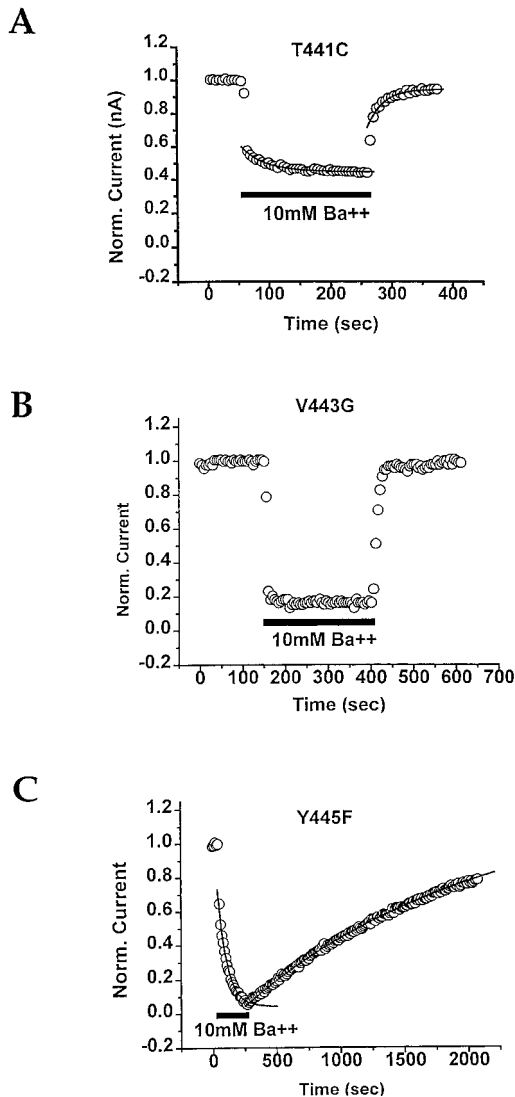 A
T441C
Norm. Current (nA)
1.2
1.0
0.8
0.6
0.4
0.2
0.0
-0.2
10mM Ba++
0 100 200 300 400
Time (sec)
B
V443G
Norm. Current
1.2
1.0
0.8
0.6
0.4
0.2
0.0
-0.2
10mM Ba++
0 100 200 300 400 500 600 700
Time (sec)
C
Y445F
Norm. Current
1.2
1.0
0.8
0.6
0.4
0.2
0.0
-0.2
10mM Ba++
0 500 1000 1500 2000
Time (sec)